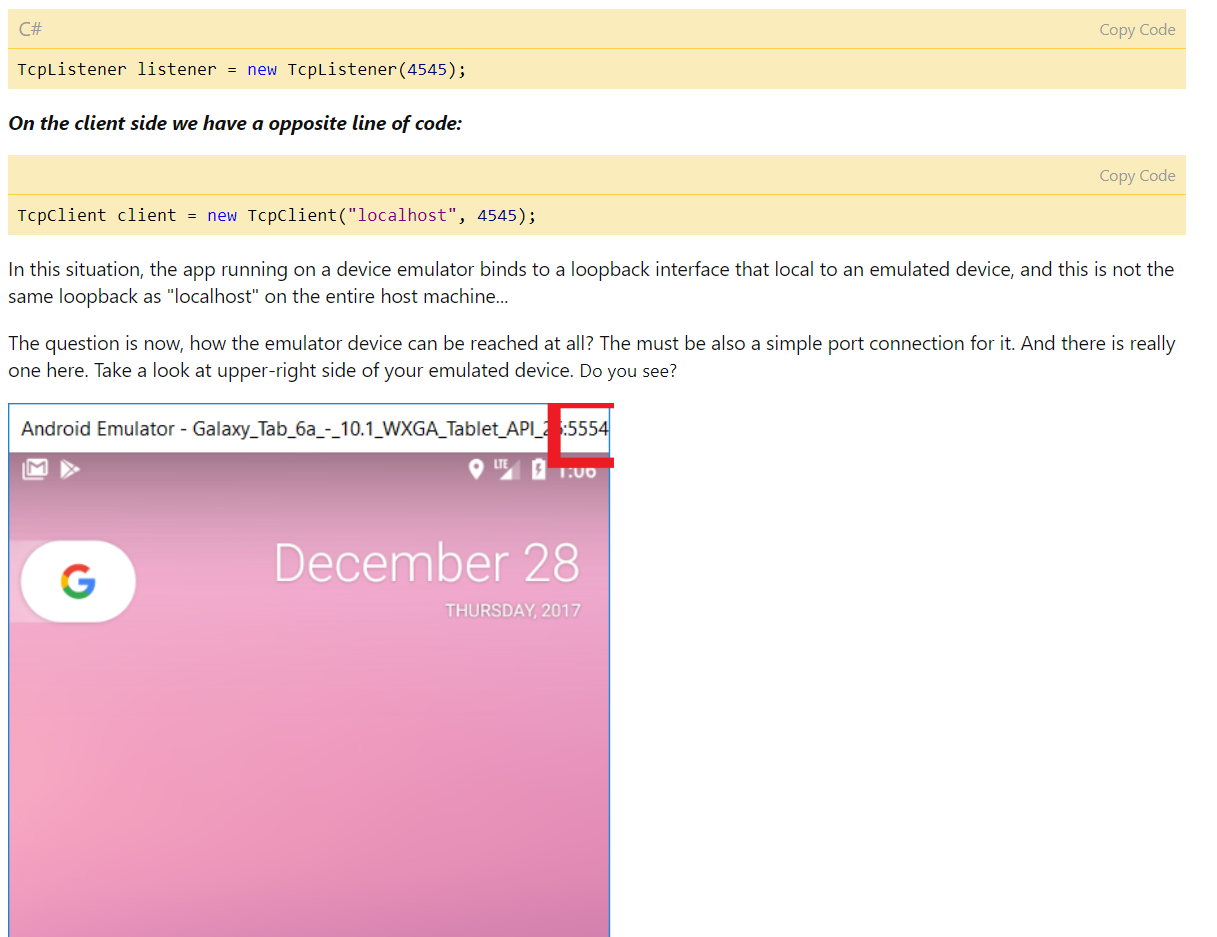 C#
Copy Code
TcpListener listener = new TcpListener(4545);
On the client side we have a opposite line of code:
Copy Code
TcpClient client = new TcpClient("localhost", 4545);
In this situation, the app running on a device emulator binds to a loopback interface that local to an emulated device, and this is not the
same loopback as "localhost" on the entire host machine...
The question is now, how the emulator device can be reached at all? The must be also a simple port connection for it. And there is really
one here. Take a look at upper-right side of your emulated device. Do you see?
Android Emulator - Galaxy_Tab_6a_-_10.1_WXGA_Tablet_API_2 :5554
LTE
1:06
G
December 28
THURSDAY, 2017